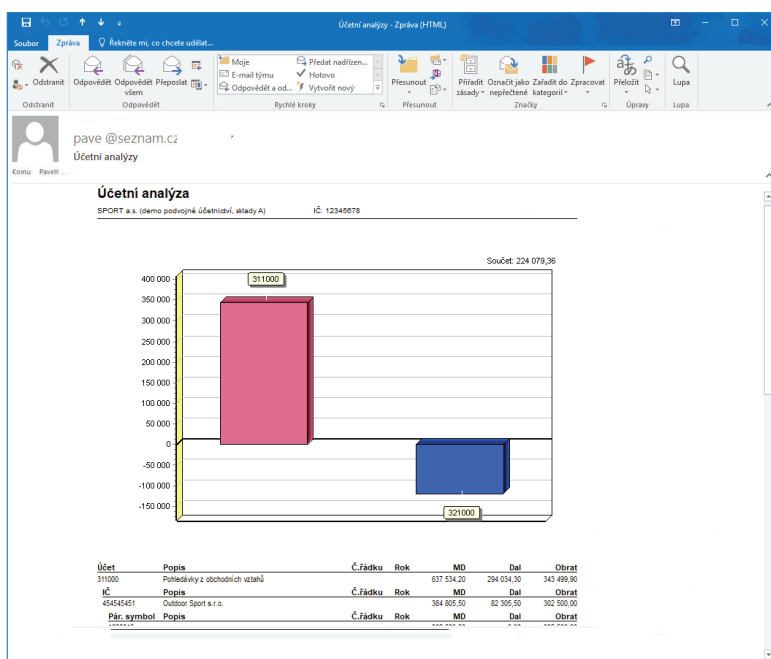 Účetní analýzy - Zpráva (HTML)
Soubor Zpráva Řekněte mi, co chcete udělat...
Odstranit
Odstranit
Odpovědět Odpovědět všem Přeposlat
Odpovědět
Moje
E-mail týmu
Odpovědět a od...
Předat nadřízen...
Hotovo
Vytvořit nový
Rychlé kroky
Přesunout
Přesunout
Přiřadit zásady Označit jako nepřečtené Zařadit do kategorií Zpracovat
Značky
Přeložit
Úpravy
Lupa
Lupa
pave @seznam.cz
Účetní analýzy
Komu Pave
Účetní analýza
SPORT a.s. (demo podvojné účetnictví, sklady A) IČ: 12345678
Součet: 224 079,36
400 000
350 000
300 000
250 000
200 000
150 000
100 000
50 000
0
-50 000
-100 000
-150 000
311000
321000
Účet Popis Č.řádku Rok MD Dal Obrat
311000 Pohledávky z obchodních vztahů 637 534,20 294 034,30 343 499,90
IČ Popis Č.řádku Rok MD Dal Obrat
454545451 Outdoor Sport s.r.o. 384 805,50 82 305,50 302 500,00
Pár. symbol Popis Č.řádku Rok MD Dal Obrat